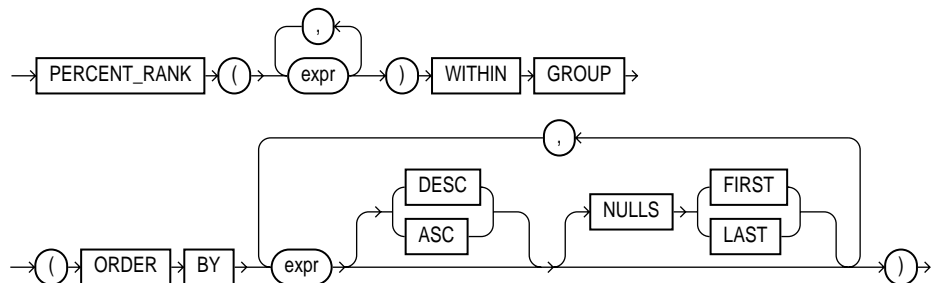 ,
PERCENT_RANK ( expr ) WITHIN GROUP
,
DESC FIRST
NULLS
ASC LAST
( ORDER BY expr )